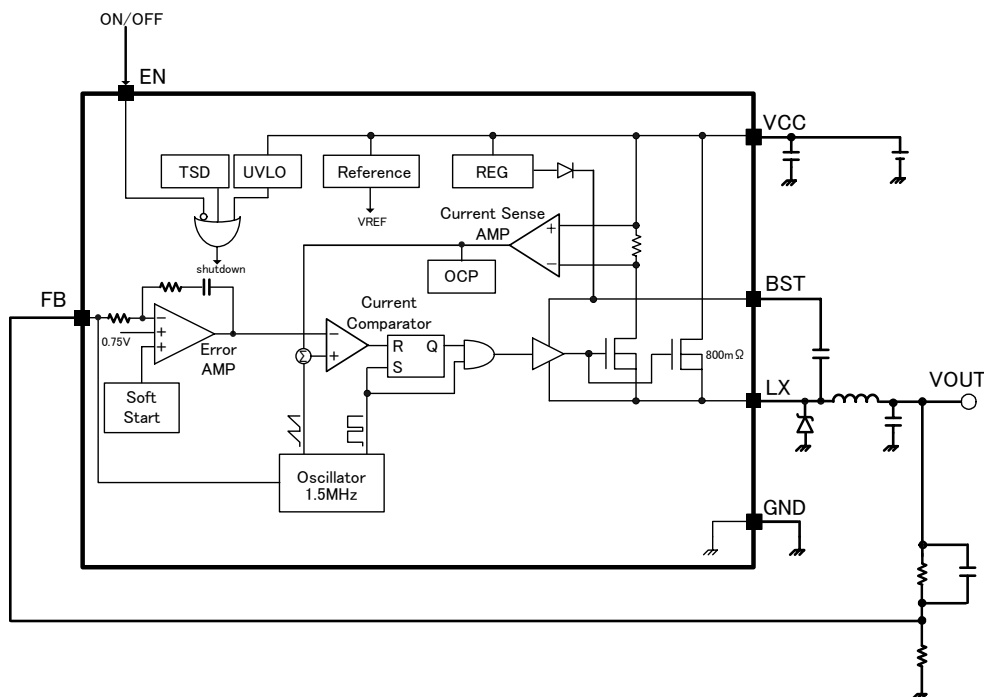 ON/OFF
EN
VCC
TSD
UVLO
Reference
REG
VREF
Current Sense
AMP
+
−
OCP
shutdown
BST
FB
Current
Comparator
0.75V
−
+
+
Error
AMP
−
+
Σ
R
Q
S
800mΩ
Soft
Start
LX
VOUT
Oscillator
1.5MHz
GND